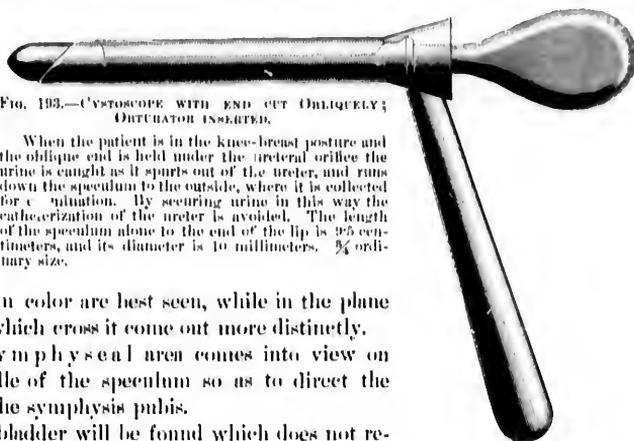 FIG. 193.—CYSTOSCOPE WITH END CUT OBLIQUELY;
OBTURATOR INSERTED.
When the patient is in the knee-breast posture and
the oblique end is held under the ureteral orifice the
urine is caught as it spurts out of the ureter, and runs
down the speculum to the outside, where it is collected
for By securing urine in this way the
catheterization of the ureter is avoided. The length
of the speculum alone to the end of the lip is 9·5 cen-
timeters, and its diameter is 10 millimeters. ordi-
nary size.
n color are best seen, while in the plane
which cross it come out more distinctly.
ymphyseal area comes into view on
lle of the speculum so as to direct the
he symphysis pubis.
bladder will be found which does not re-